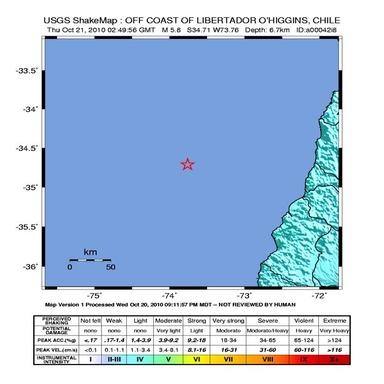 USGS ShakeMap : OFF COAST OF LIBERTADOR O'HIGGINS, CHILE
Thu Oct 21, 2010 02:49:56 GMT M 5.8 S34.71 W73.76 Depth: 6.7km ID:a00042i8
-33.5°
-34°
-34.5°
-35°
-35.5°
-36°
km
0 50
-75° -74° -73° -72°
Map Version 1 Processed Wed Oct 20, 2010 09:11:57 PM MDT -- NOT REVIEWED BY HUMAN
PERCEIVED SHAKING Not felt Weak Light Moderate Strong Very strong Severe Violent Extreme
POTENTIAL DAMAGE none none none Very light Light Moderate Moderate/Heavy Heavy Very Heavy
PEAK ACC.(%g) <.17 .17-1.4 1.4-3.9 3.9-9.2 9.2-18 18-34 34-65 65-124 >124
PEAK VEL.(cm/s) <0.1 0.1-1.1 1.1-3.4 3.4-8.1 8.1-16 16-31 31-60 60-116 >116
INSTRUMENTAL INTENSITY I II-III IV V VI VII VIII IX X+